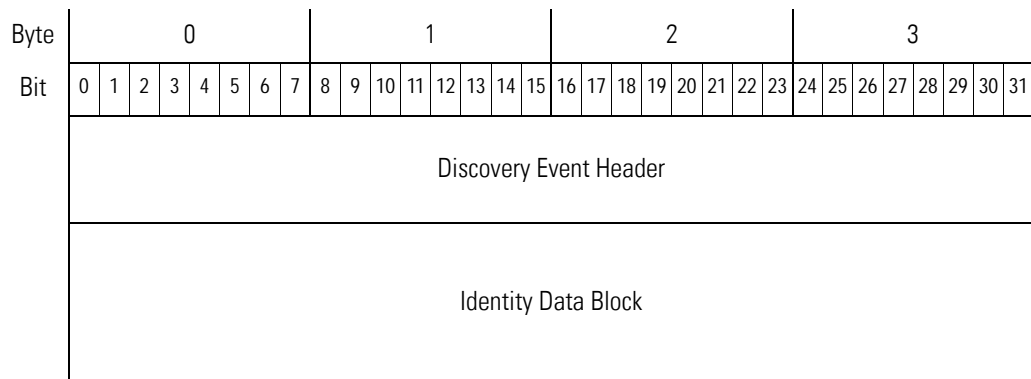 Byte 0 1 2 3
Bit 0 1 2 3 4 5 6 7 8 9 10 11 12 13 14 15 16 17 18 19 20 21 22 23 24 25 26 27 28 29 30 31
Discovery Event Header
Identity Data Block